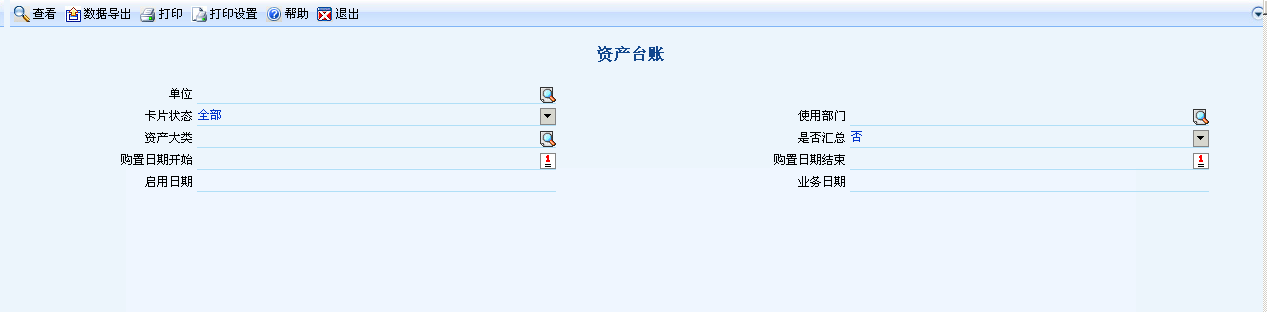 查看 数据导出 打印 打印设置 帮助 退出
资产台账
单位
卡片状态 全部 使用部门
资产大类 是否汇总 否
购置日期开始 1 购置日期结束 1
启用日期 业务日期